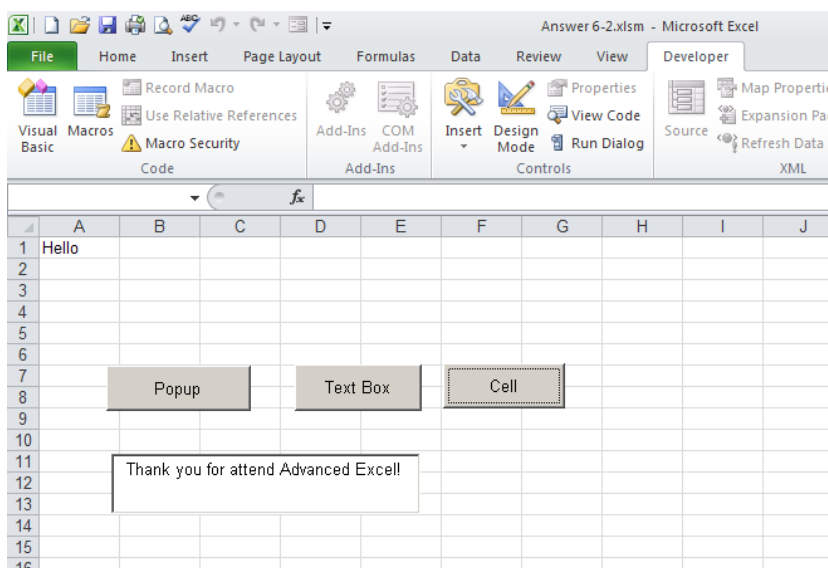 ABC
Answer 6-2.xlsm - Microsoft Excel
File Home Insert Page Layout Formulas Data Review View Developer
Visual Basic
Macros
Record Macro
Use Relative References
Macro Security
Code
Add-Ins
COM Add-Ins
Add-Ins
Insert
Design Mode
Properties
View Code
Run Dialog
Controls
Source
Map Properti
Expansion Pa
Refresh Data
XML
fx
A B C D E F G H I J
1 Hello
2
3
4
5
6
7
8
Popup Text Box Cell
9
10
11
Thank you for attend Advanced Excel!
12
13
14
15
16